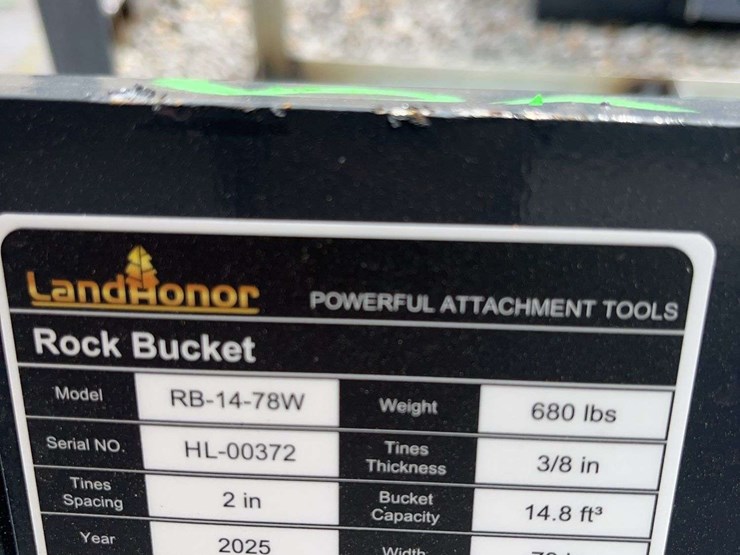 LandHonor POWERFUL ATTACHMENT TOOLS
Rock Bucket
Model RB-14-78W Weight 680 lbs
Serial NO. HL-00372 Tines Thickness 3/8 in
Tines Spacing 2 in Bucket Capacity 14.8 ft³
Year 2025 Width